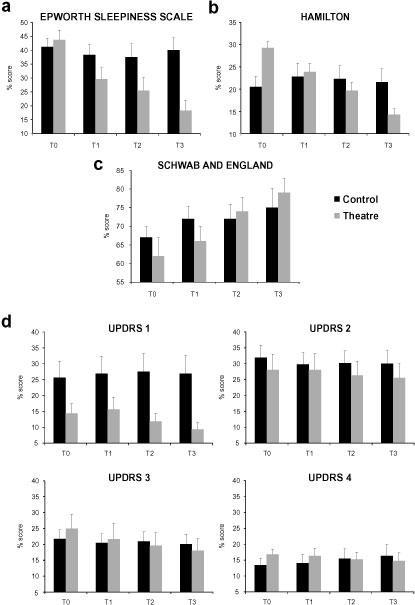 a
EPWORTH SLEEPINESS SCALE
% score
50
45
40
35
30
25
20
15
10
T0 T1 T2 T3
b
HAMILTON
% score
35
30
25
20
15
10
T0 T1 T2 T3
c
SCHWAB AND ENGLAND
% score
85
80
75
70
65
60
55
T0 T1 T2 T3
Control
Theatre
d
UPDRS 1
% score
40
35
30
25
20
15
10
5
T0 T1 T2 T3
UPDRS 2
% score
40
35
30
25
20
15
10
5
T0 T1 T2 T3
UPDRS 3
% score
40
35
30
25
20
15
10
5
T0 T1 T2 T3
UPDRS 4
% score
40
35
30
25
20
15
10
5
T0 T1 T2 T3